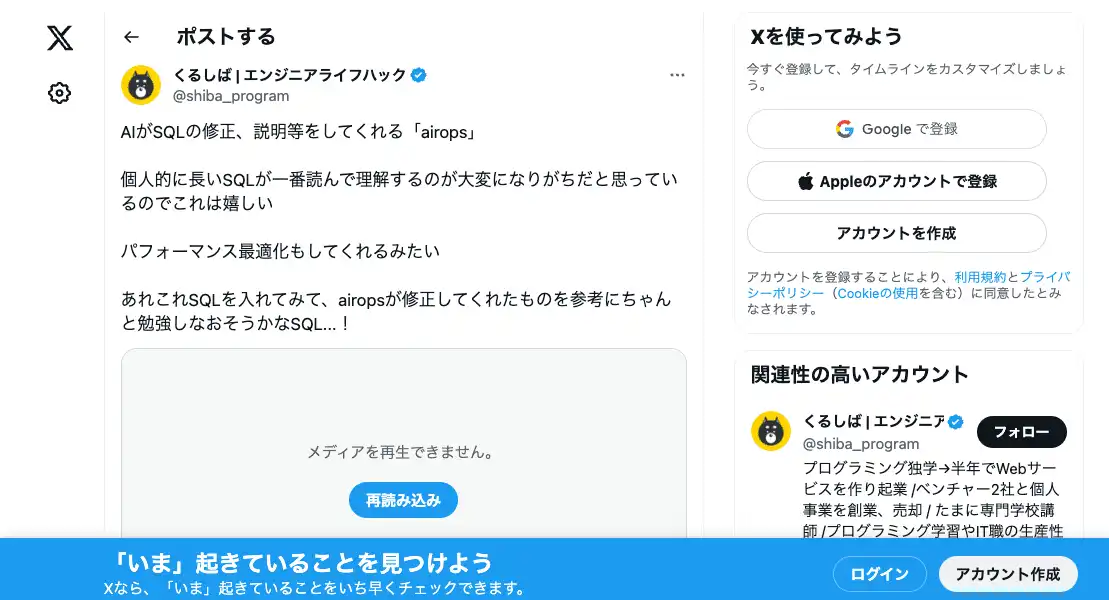 ポストする
くるしば | エンジニアライフハック
@shiba_program
AIがSQLの修正、説明等をしてくれる「airops」
個人的に長いSQLが一番読んで理解するのが大変になりがちだと思ってい
るのでこれは嬉しい
パフォーマンス最適化もしてくれるみたい
あれこれSQLを入れてみて、airopsが修正してくれたものを参考にちゃん
と勉強しなおそうかなSQL...！
メディアを再生できません。
再読み込み
Xを使ってみよう
今すぐ登録して、タイムラインをカスタマイズしましょ
う。
Google で登録
Appleのアカウントで登録
アカウントを作成
アカウントを登録することにより、利用規約とプライバ
シーポリシー（Cookieの使用を含む）に同意したとみ
なされます。
関連性の高いアカウント
くるしば | エンジニア
@shiba_program
フォロー
プログラミング独学→半年でWebサー
ビスを作り起業 /ベンチャー2社と個人
事業を創業、売却 / たまに専門学校講
師 /プログラミング学習やIT職の生産性
「いま」起きていることを見つけよう
Xなら、「いま」起きていることをいち早くチェックできます。
ログイン
アカウント作成